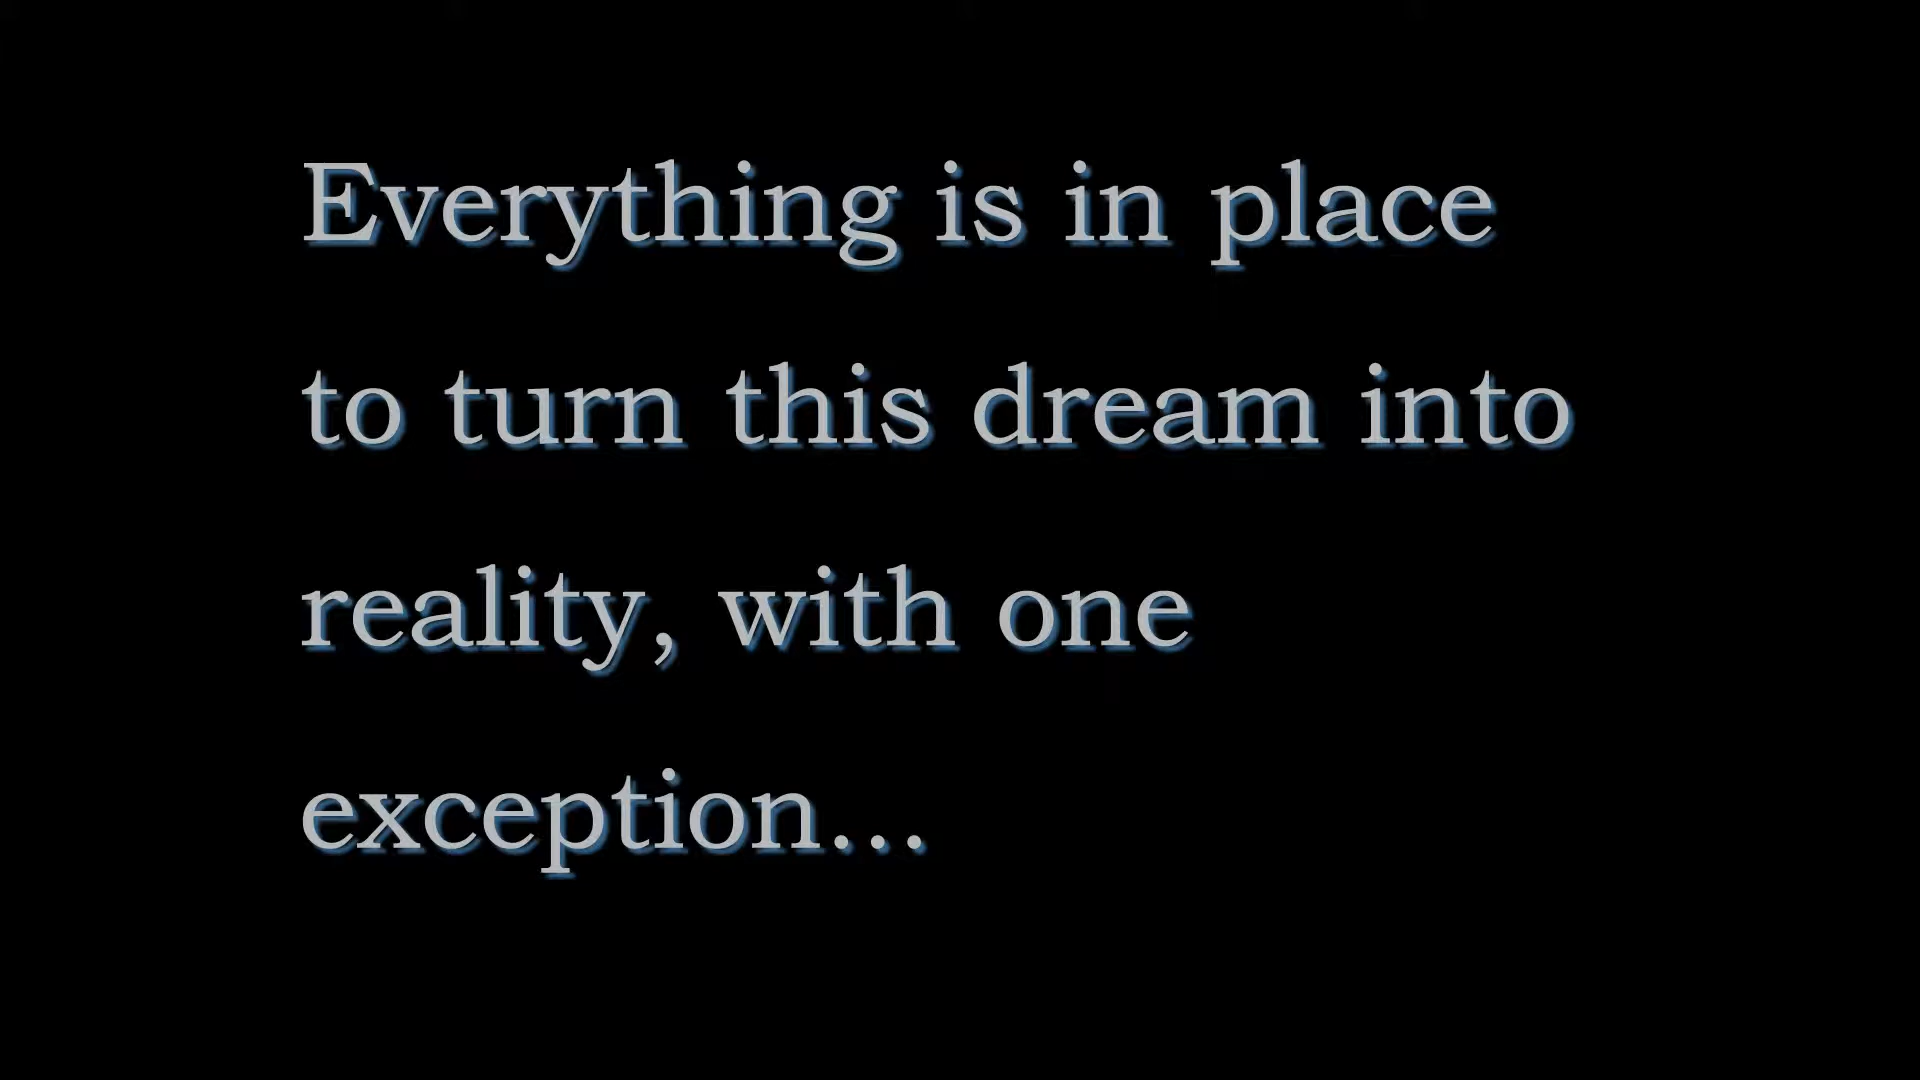 Everything is in place
to turn this dream into
reality, with one
exception...